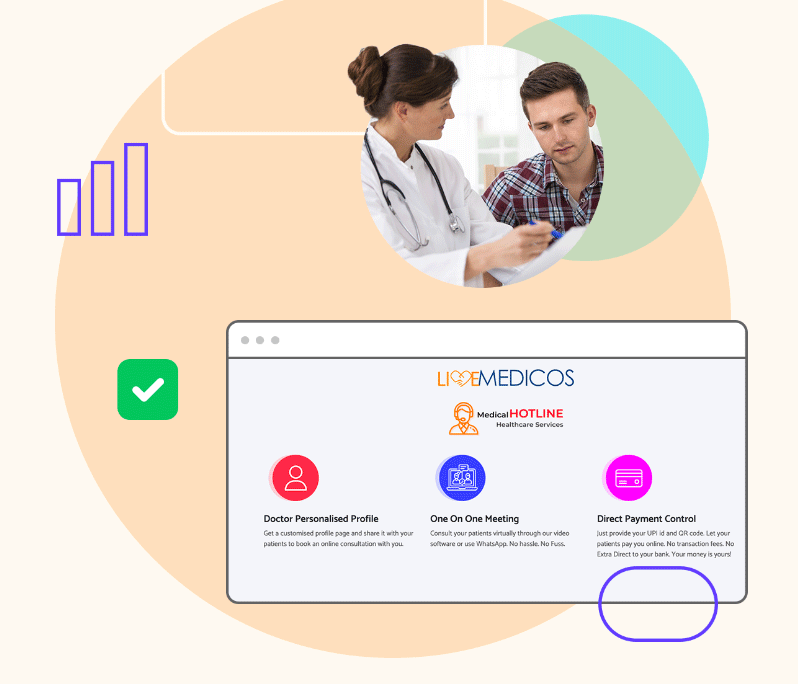 LIVEMEDICOS
Medical HOTLINE
Healthcare Services
Doctor Personalised Profile
Get a customised profile page and share it with your
patients to book an online consultation with you.
One On One Meeting
Consult your patients virtually through our video
software or use WhatsApp. No hassle. No Fuss.
Direct Payment Control
Just provide your UPI id and QR code. Let your
patients pay you online. No transaction fees. No
Extra Direct to your bank. Your money is yours!